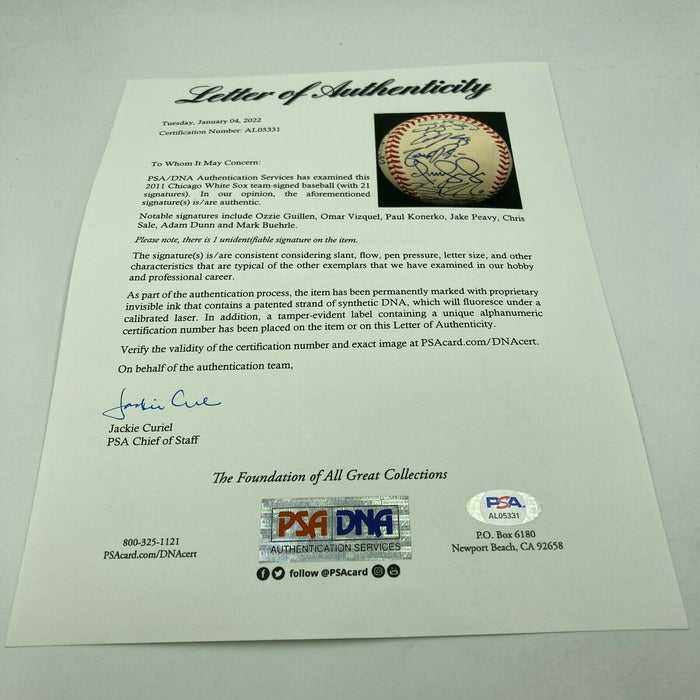 Letter of Authenticity
Tuesday, January 04, 2022
Certification Number: AL05331
To Whom It May Concern:
PSA/DNA Authentication Services has examined this
2011 Chicago White Sox team-signed baseball (with 21
signatures). In our opinion, the aforementioned
signature(s) is/are authentic.
Notable signatures include Ozzie Guillen, Omar Vizquel, Paul Konerko, Jake Peavy, Chris
Sale, Adam Dunn and Mark Buehrle.
Please note, there is 1 unidentifiable signature on the item.
The signature(s) is/are consistent considering slant, flow, pen pressure, letter size, and other
characteristics that are typical of the other exemplars that we have examined in our hobby
and professional career.
As part of the authentication process, the item has been permanently marked with proprietary
invisible ink that contains a patented strand of synthetic DNA, which will fluoresce under a
calibrated laser. In addition, a tamper-evident label containing a unique alphanumeric
certification number has been placed on the item or on this Letter of Authenticity.
Verify the validity of the certification number and exact image at PSAcard.com/DNAcert.
On behalf of the authentication team,
Jackie Curiel
PSA Chief of Staff
The Foundation of All Great Collections
PSA DNA
AUTHENTICATION SERVICES
follow @PSAcard
800-325-1121
PSAcard.com/DNAcert
PSA
AL05331
P.O. Box 6180
Newport Beach, CA 92658